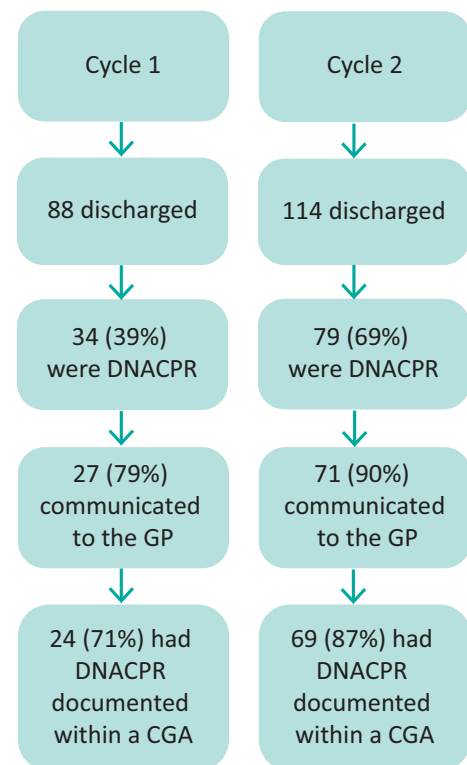 Cycle 1
88 discharged
34 (39%)
were DNACPR
27 (79%)
communicated
to the GP
24 (71%) had
DNACPR
documented
within a CGA
Cycle 2
114 discharged
79 (69%)
were DNACPR
71 (90%)
communicated
to the GP
69 (87%) had
DNACPR
documented
within a CGA